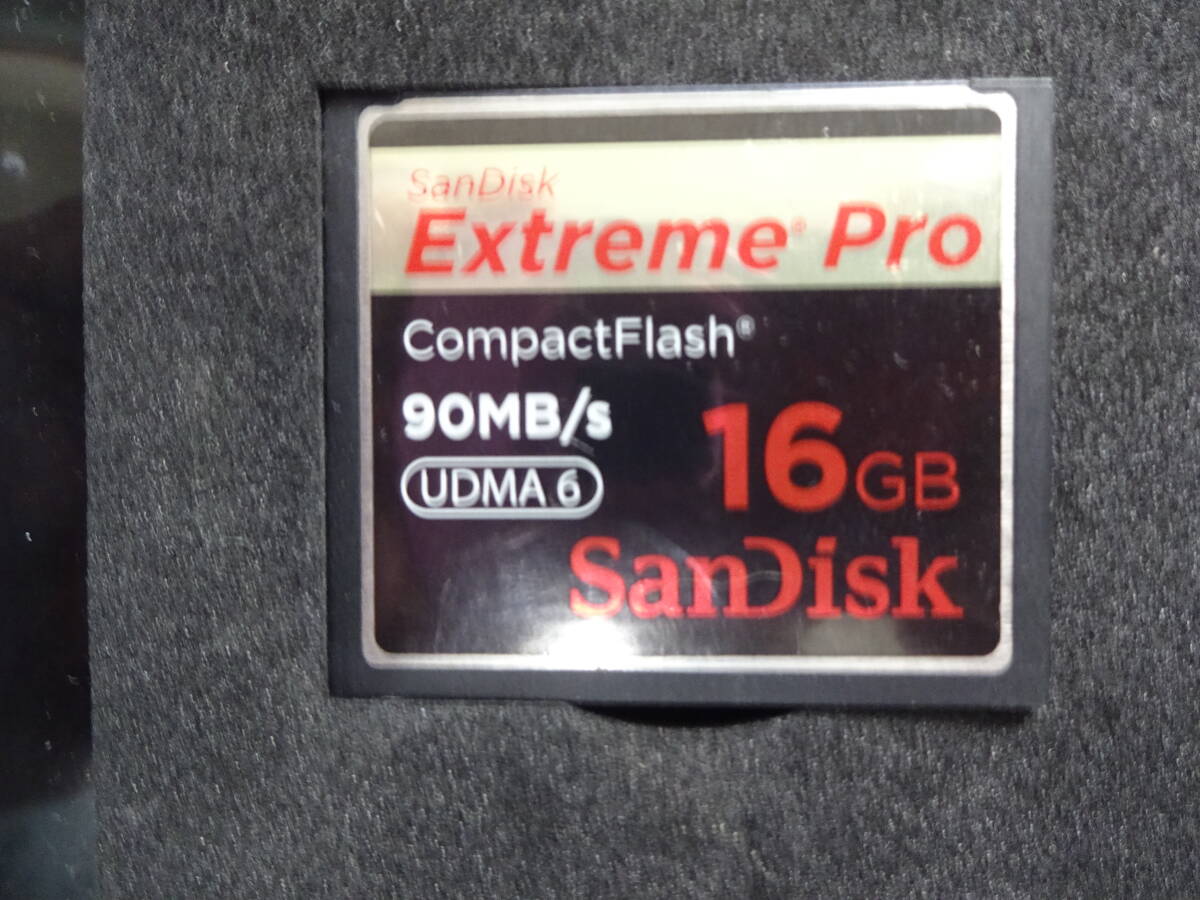 SanDisk
Extreme® Pro
CompactFlash®
90MB/s
UDMA 6
16GB
SanDisk